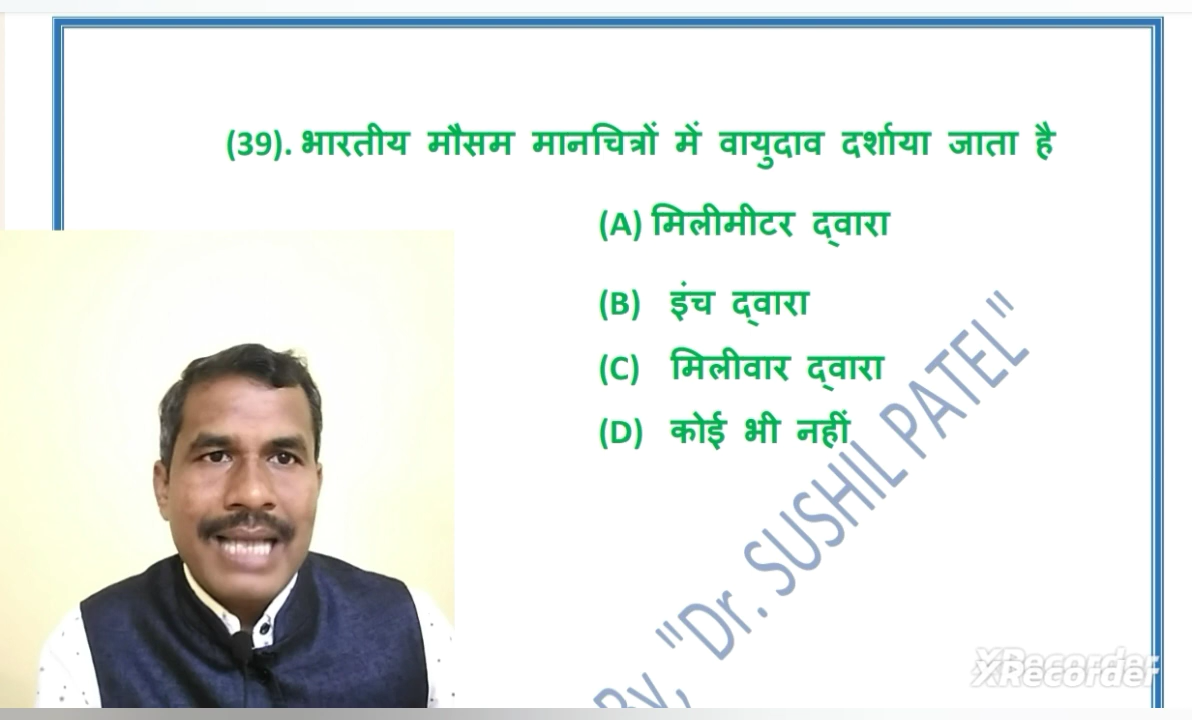 (39). भारतीय मौसम मानचित्रों में वायुदाव दर्शाया जाता है
(A) मिलीमीटर द्वारा
(B) इंच द्वारा
(C) मिलीवार द्वारा
(D) कोई भी नहीं
By, "Dr. SUSHIL PATEL"
XRecorder